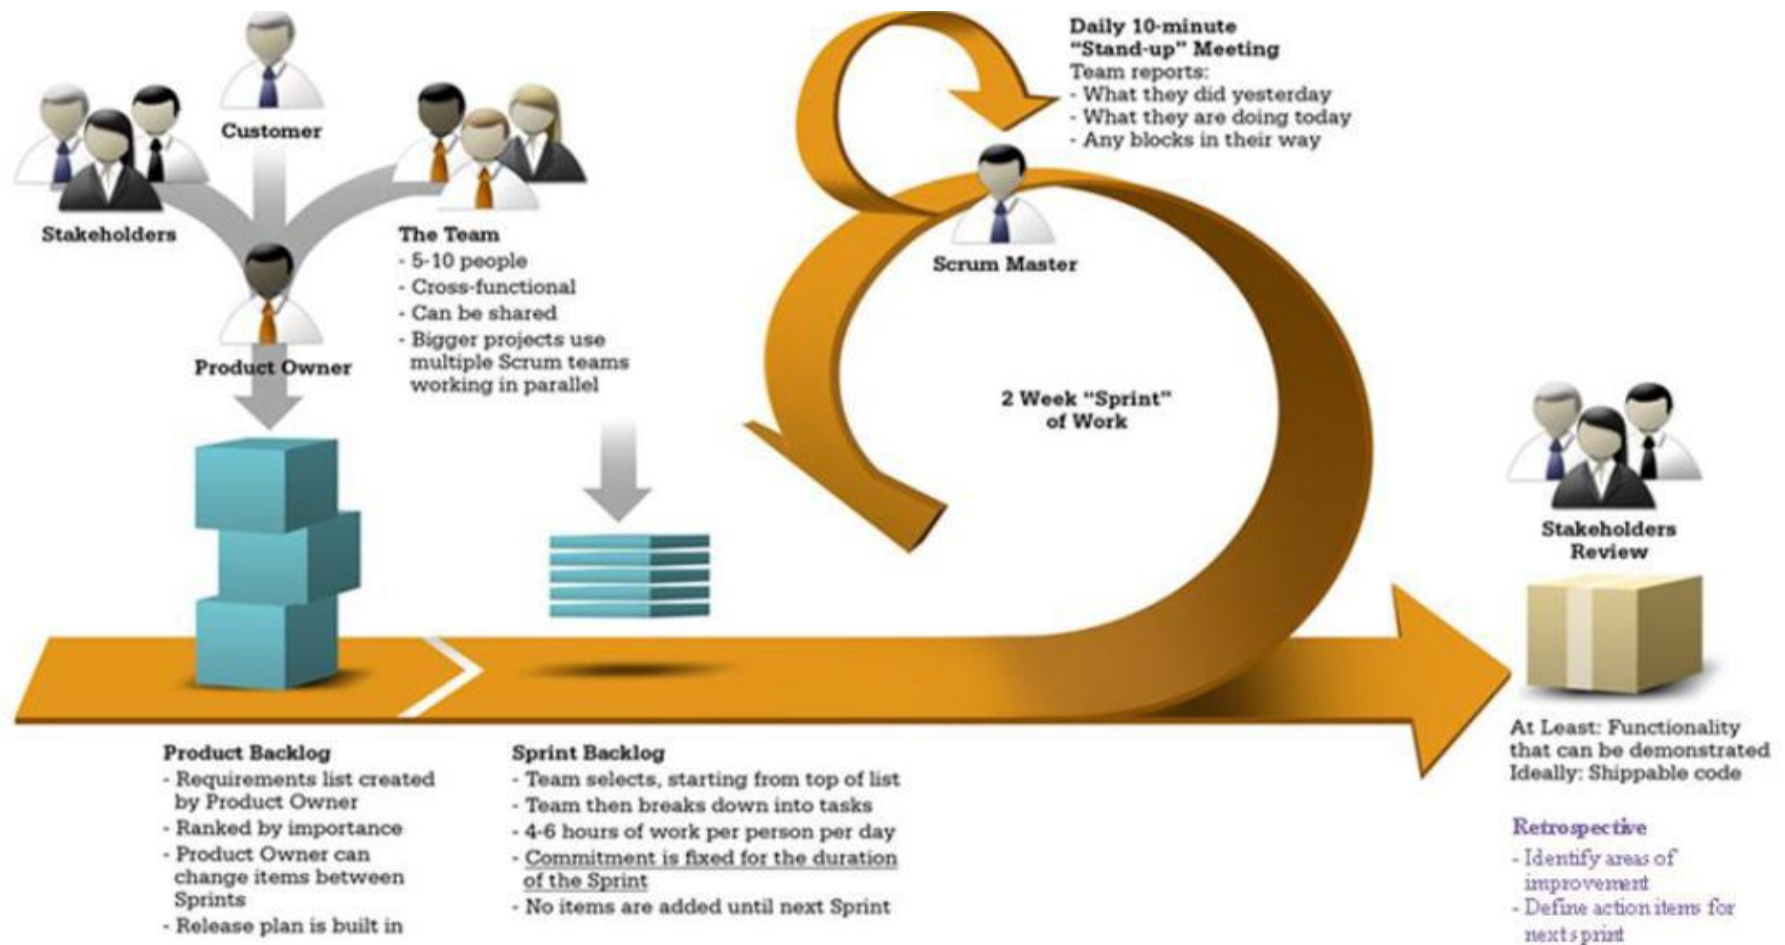 Customer
Stakeholders
The Team
- 5-10 people
- Cross-functional
- Can be shared
- Bigger projects use
multiple Scrum teams
working in parallel
Product Owner
Daily 10-minute
“Stand-up” Meeting
Team reports:
- What they did yesterday
- What they are doing today
- Any blocks in their way
Scrum Master
2 Week “Sprint”
of Work
Stakeholders
Review
Product Backlog
- Requirements list created
by Product Owner
- Ranked by importance
- Product Owner can
change items between
Sprints
- Release plan is built in
Sprint Backlog
- Team selects, starting from top of list
- Team then breaks down into tasks
- 4-6 hours of work per person per day
- Commitment is fixed for the duration
of the Sprint
- No items are added until next Sprint
At Least: Functionality
that can be demonstrated
Ideally: Shippable code
Retrospective
- Identify areas of
improvement
- Define action items for
next sprint